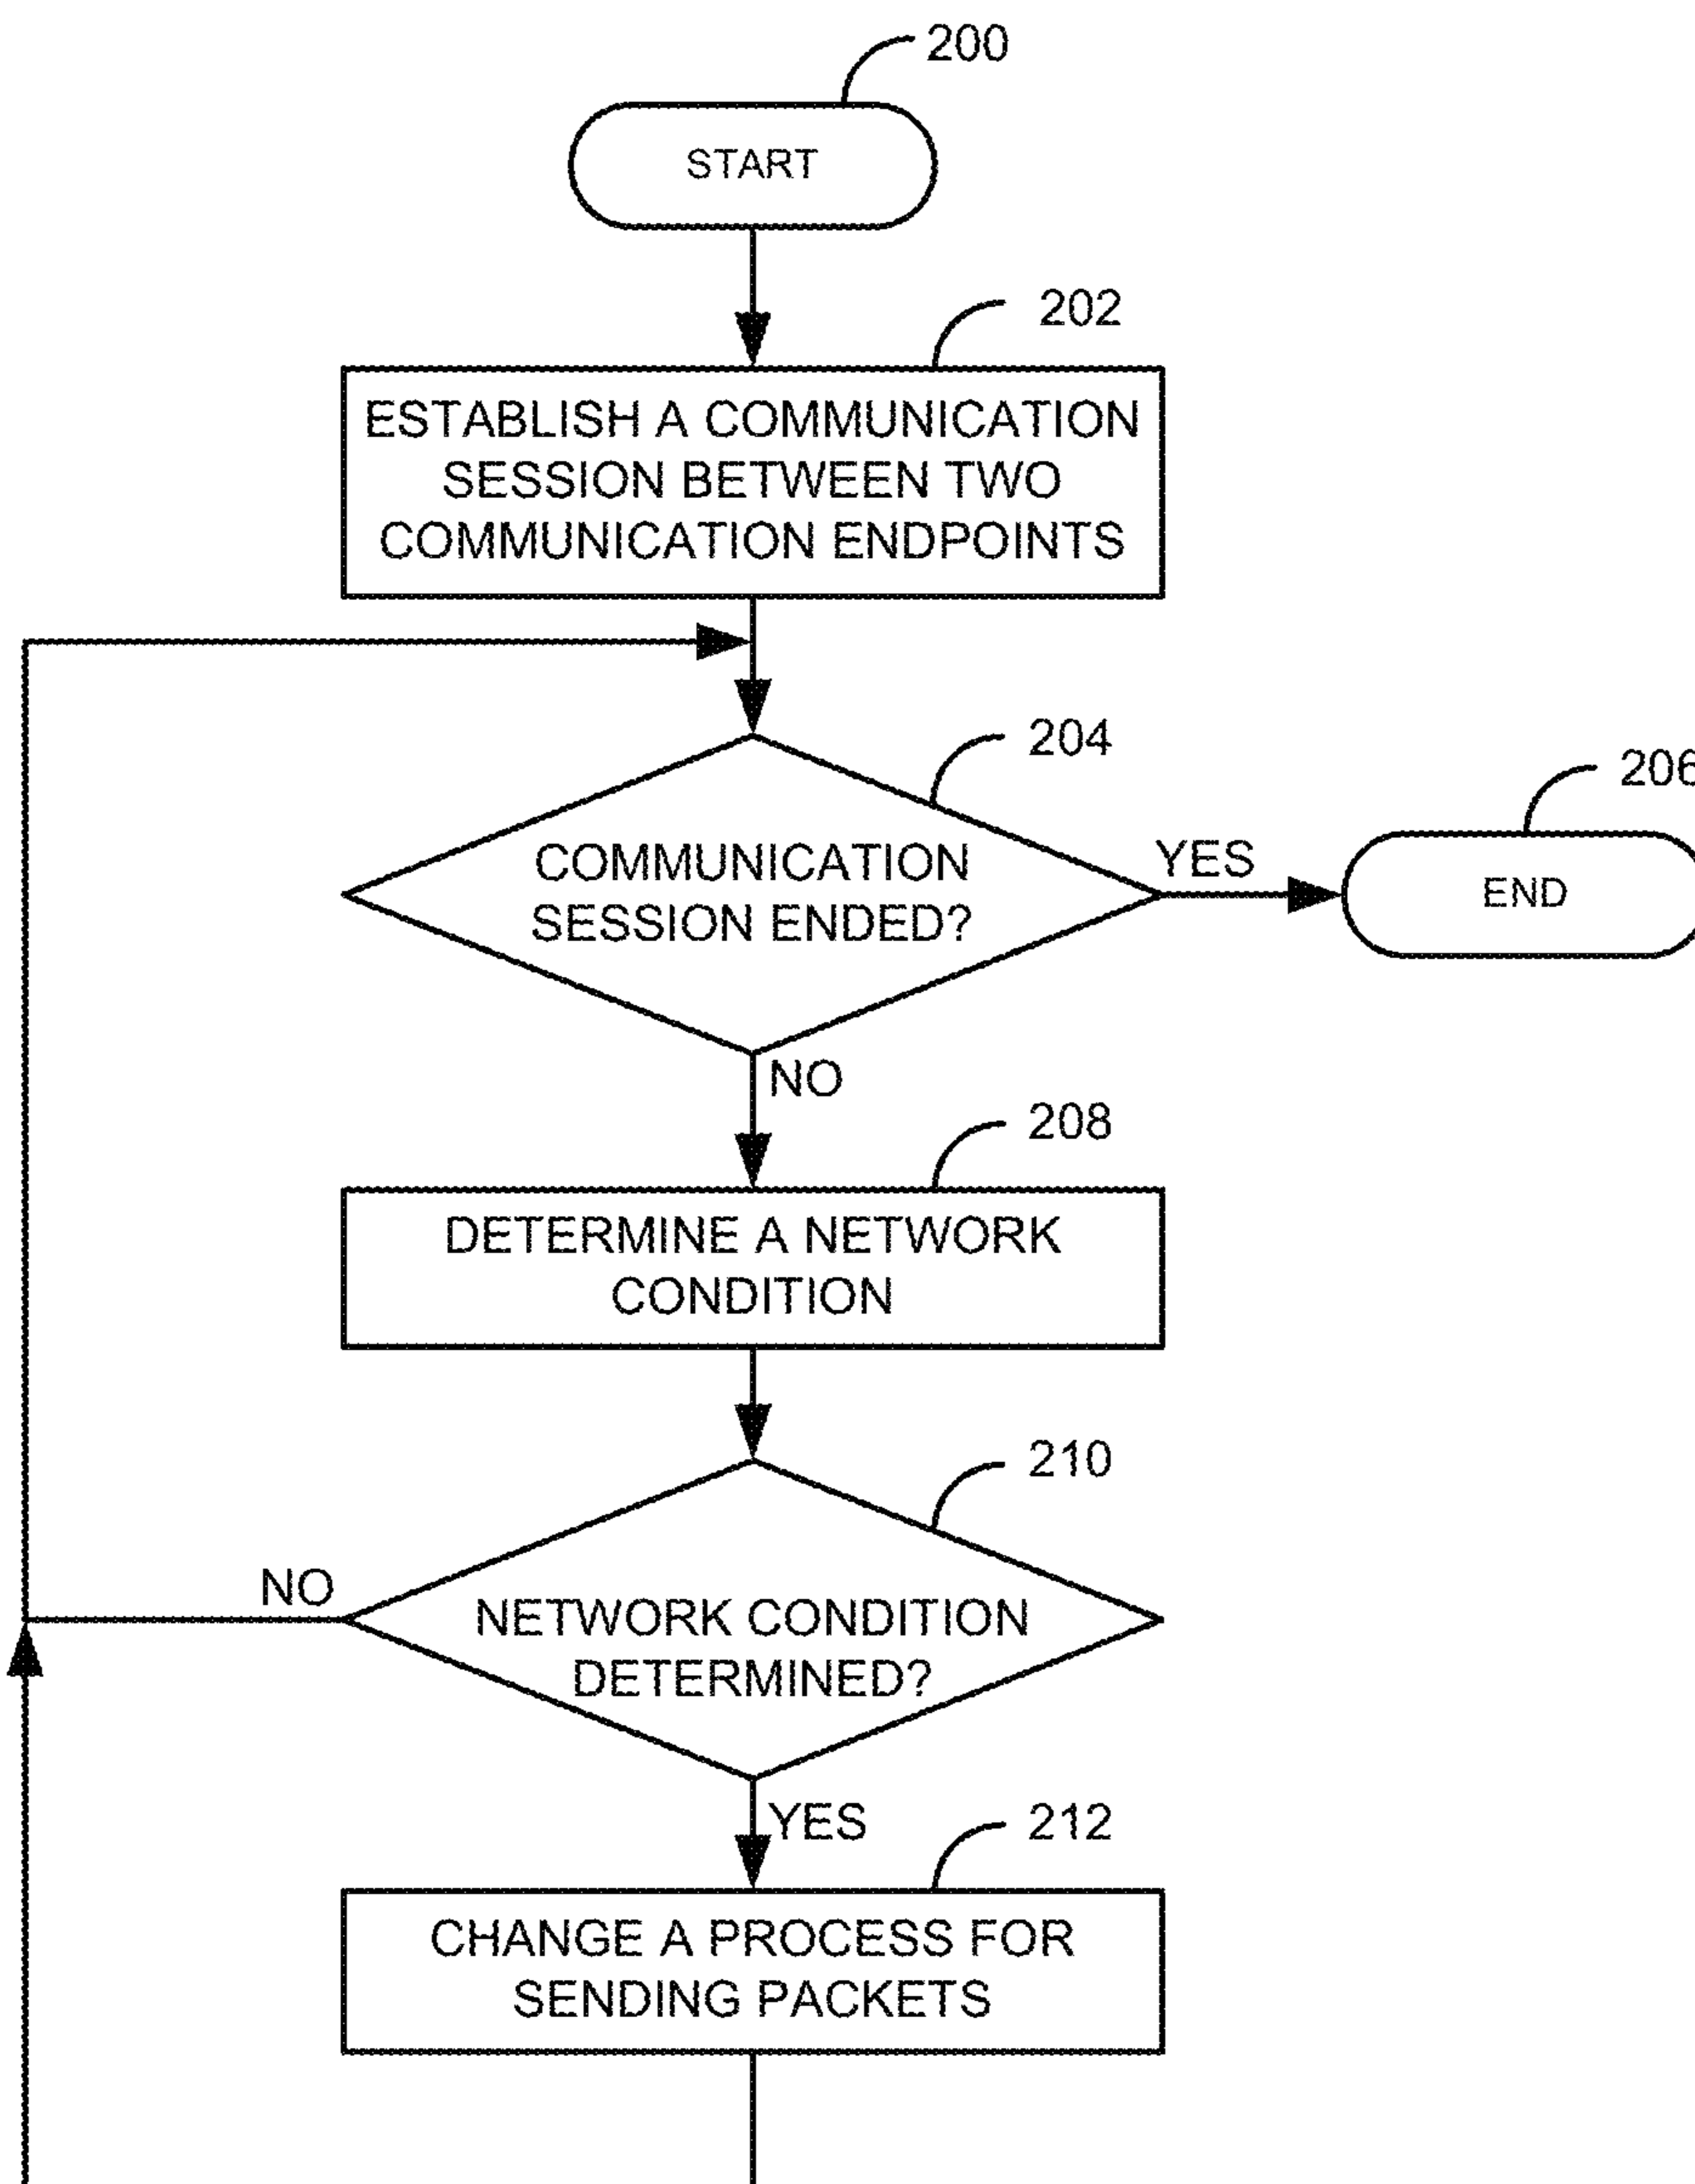 200
START
202
ESTABLISH A COMMUNICATION
SESSION BETWEEN TWO
COMMUNICATION ENDPOINTS
204
206
COMMUNICATION
SESSION ENDED?
YES
END
NO
208
DETERMINE A NETWORK
CONDITION
210
NO
NETWORK CONDITION
DETERMINED?
YES
212
CHANGE A PROCESS FOR
SENDING PACKETS